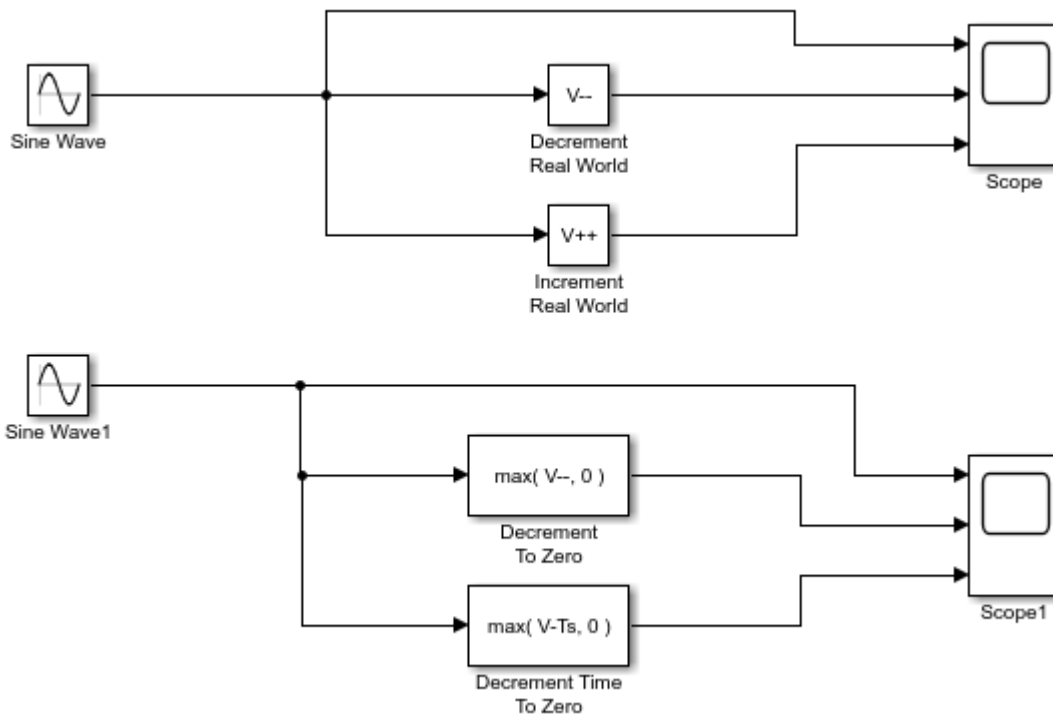 V--
Sine Wave
Decrement
Real World
Scope
V++
Increment
Real World
Sine Wave1
max( V--, 0 )
Decrement
To Zero
Scope1
max( V-Ts, 0 )
Decrement Time
To Zero